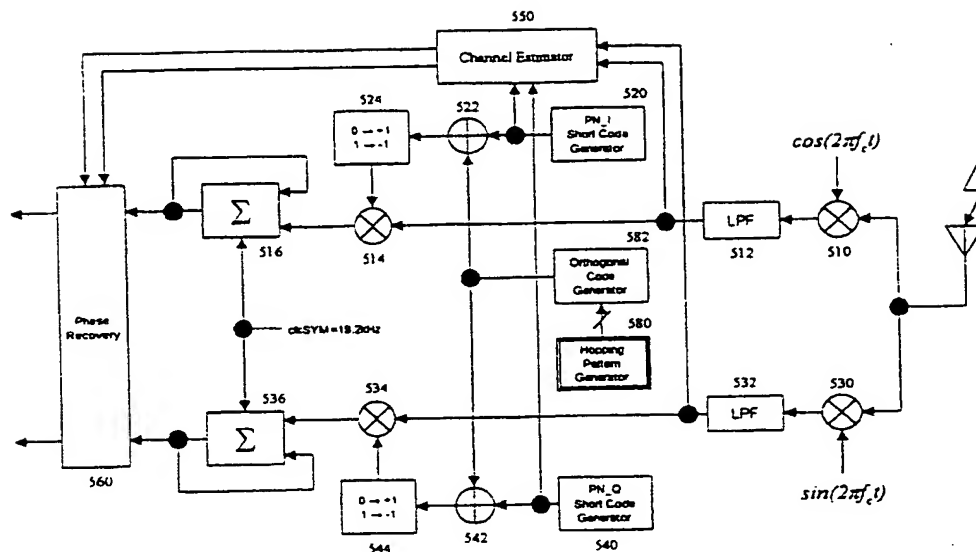 550
Channel Estimator
524
522
520
0 → +1
1 → -1
PN_I
Short Code
Generator
cos(2πf_c t)
Σ
LPF
516
514
582
512
510
Orthogonal
Code
Generator
Phase
Recovery
clkSYM=19.2kHz
580
Hopping
Pattern
Generator
536
534
532
530
Σ
LPF
560
0 → +1
1 → -1
PN_Q
Short Code
Generator
sin(2πf_c t)
544
542
540